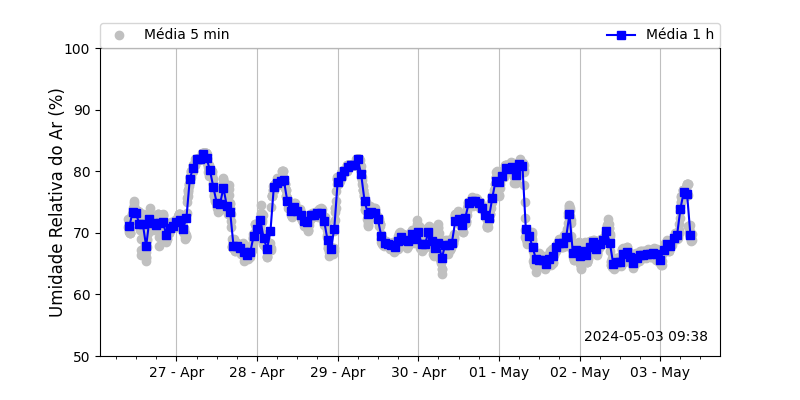 Média 5 min Média 1 h
100
90
80
70
60
50
Umidade Relativa do Ar (%)
2024-05-03 09:38
27 - Apr 28 - Apr 29 - Apr 30 - Apr 01 - May 02 - May 03 - May